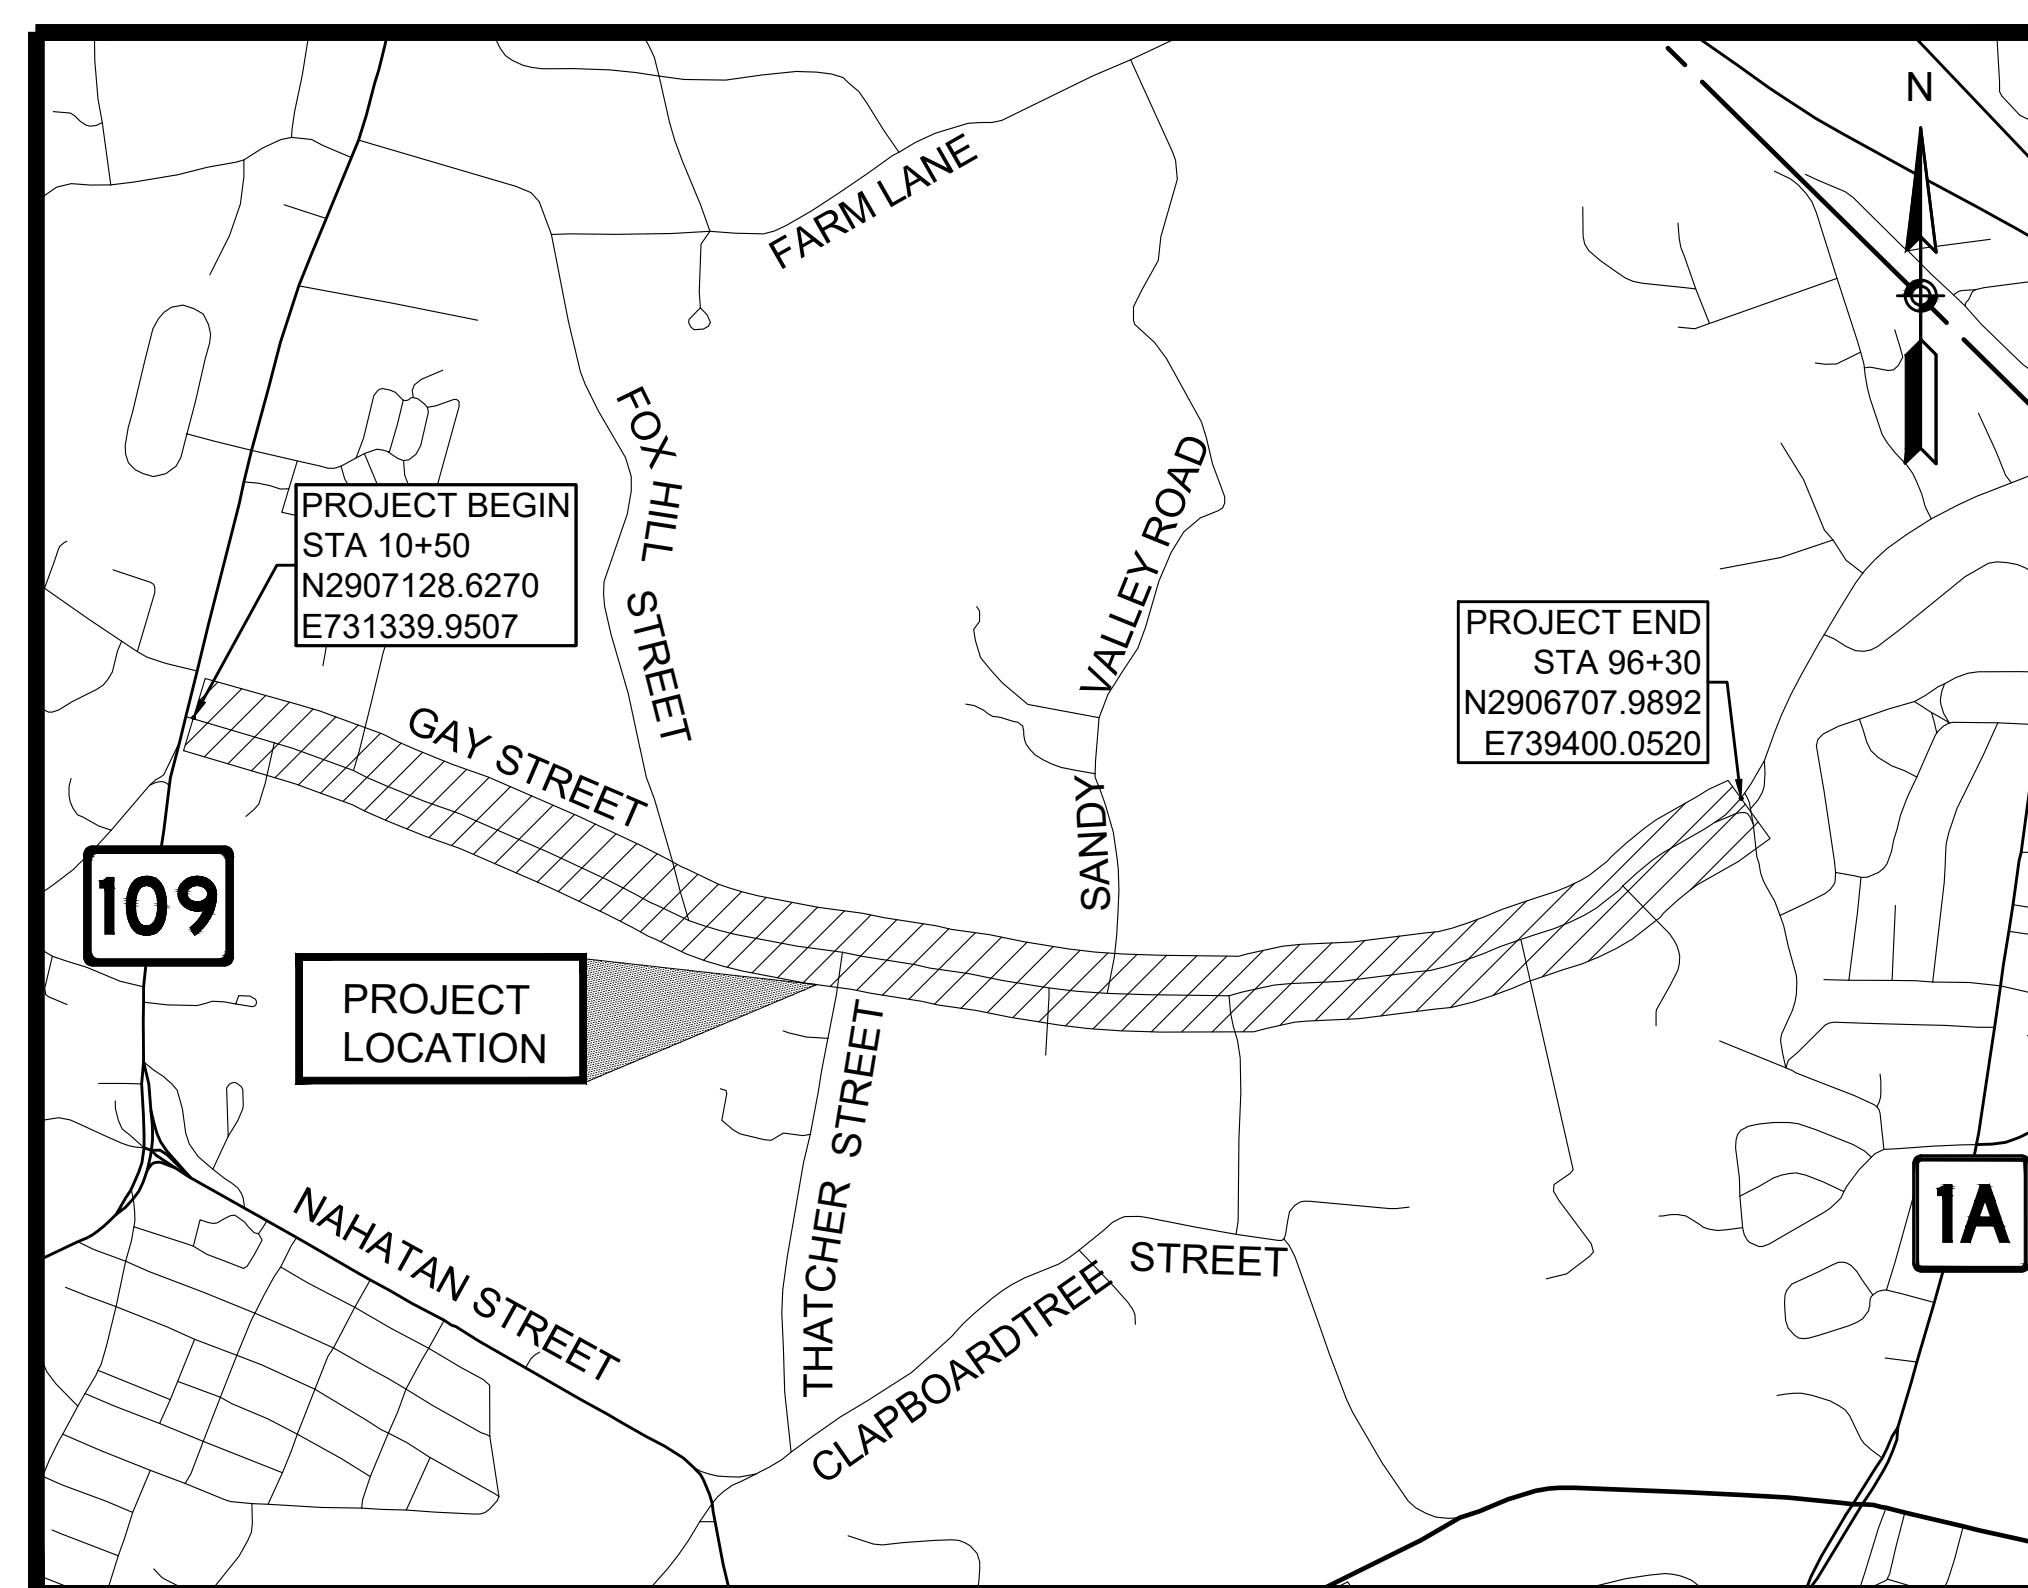 N
FARM LANE
FOX HILL STREET
VALLEY ROAD
PROJECT BEGIN
STA 10+50
N2907128.6270
E731339.9507
PROJECT END
STA 96+30
N2906707.9892
E739400.0520
GAY STREET
SANDY
109
PROJECT
LOCATION
THATCHER STREET
NAHATAN STREET
CLAPBOARDTREE STREET
1A